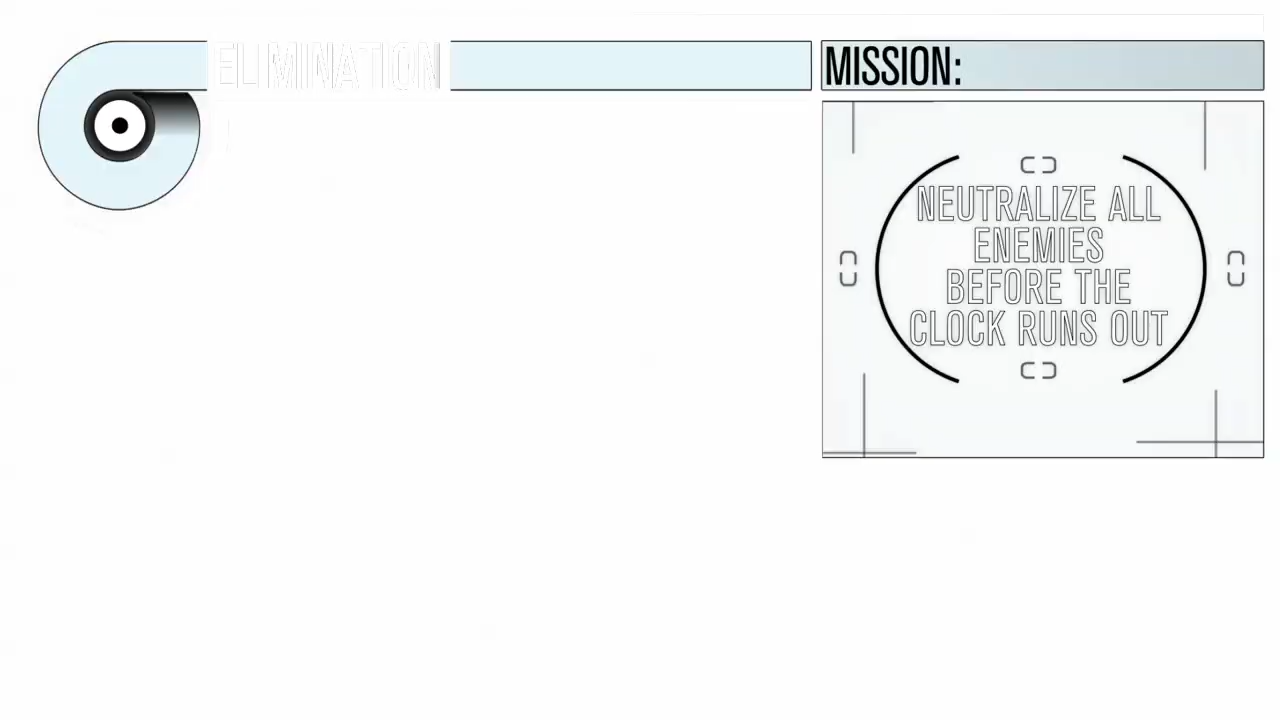 ELIMINATION
MISSION:
NEUTRALIZE ALL
ENEMIES
BEFORE THE
CLOCK RUNS OUT